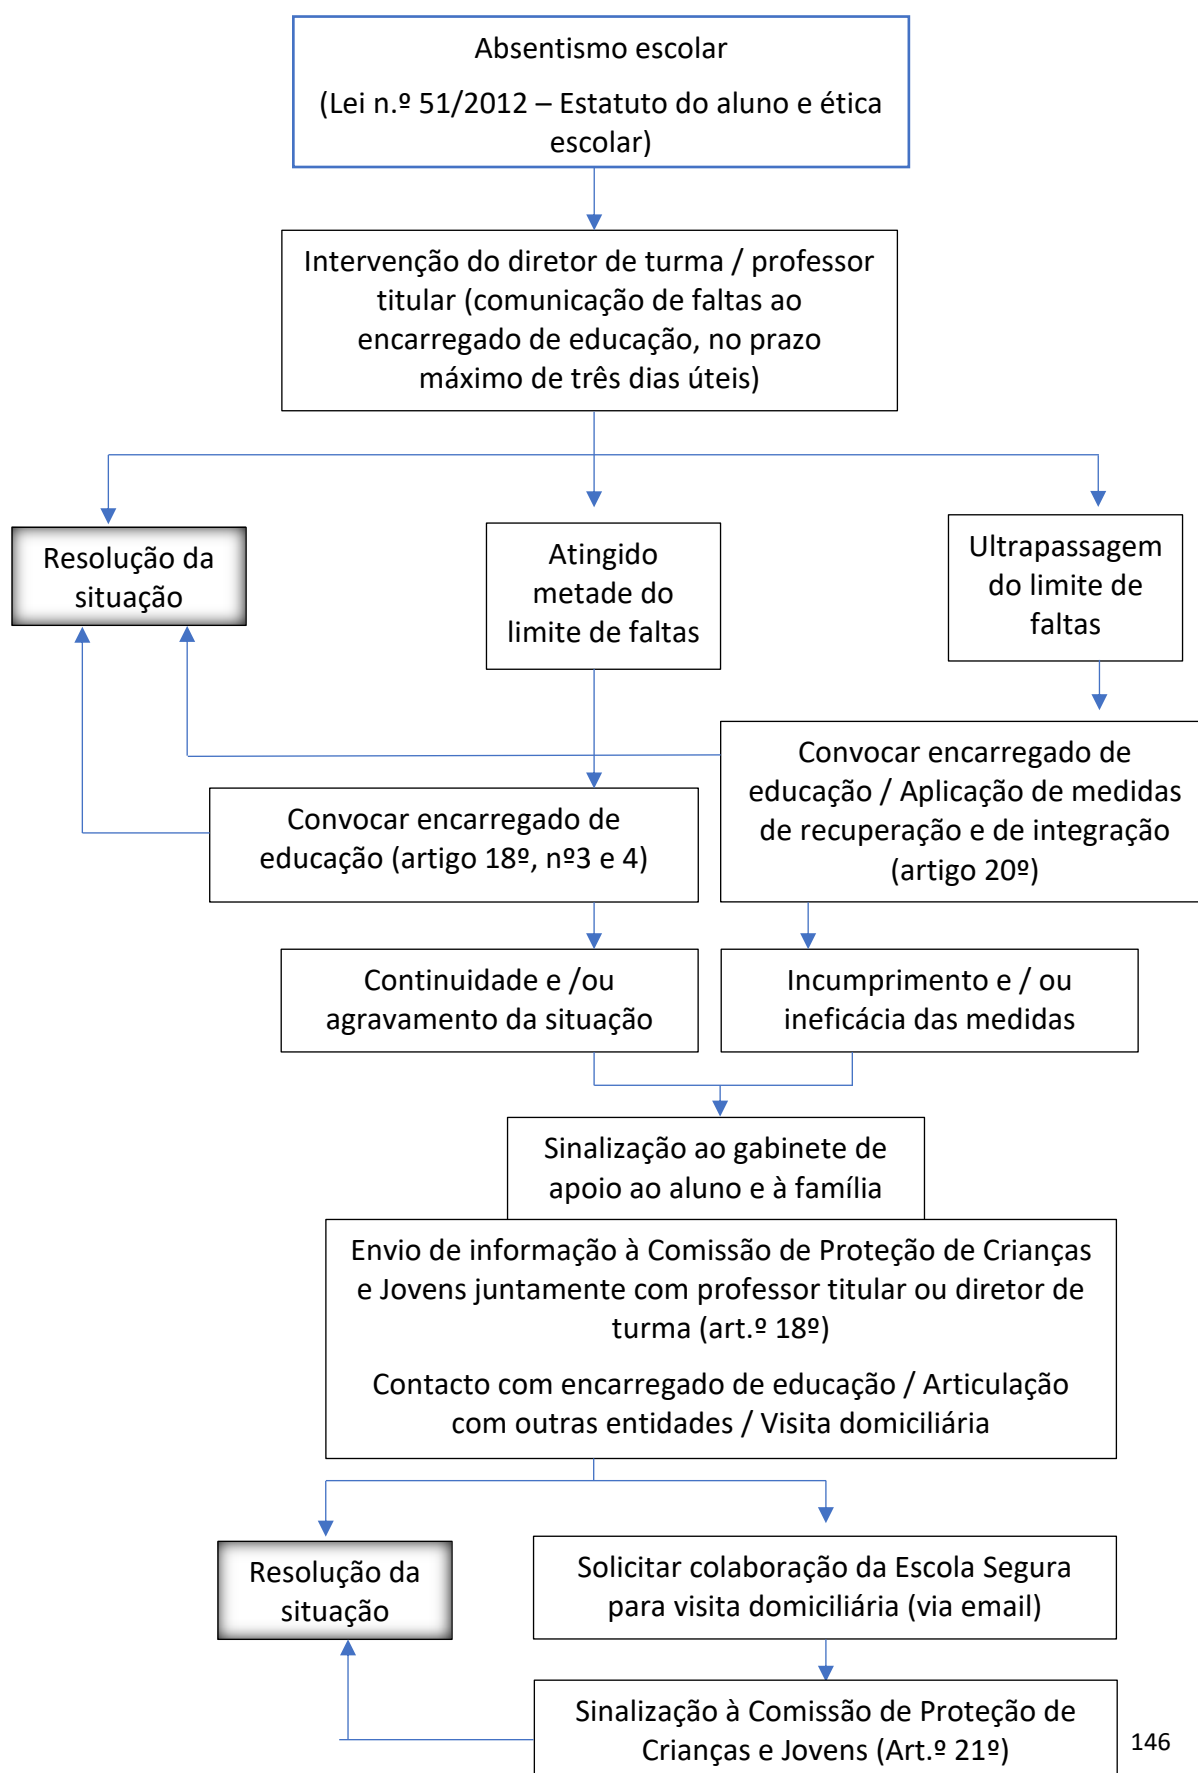 Absentismo escolar
(Lei n.º 51/2012 – Estatuto do aluno e ética
escolar)
Intervenção do diretor de turma / professor
titular (comunicação de faltas ao
encarregado de educação, no prazo
máximo de três dias úteis)
Resolução da
situação
Atingido
metade do
limite de faltas
Ultrapassagem
do limite de
faltas
Convocar encarregado de
educação / Aplicação de medidas
de recuperação e de integração
(artigo 20º)
Convocar encarregado de
educação (artigo 18º, nº3 e 4)
Continuidade e /ou
agravamento da situação
Incumprimento e / ou
ineficácia das medidas
Sinalização ao gabinete de
apoio ao aluno e à família
Envio de informação à Comissão de Proteção de Crianças
e Jovens juntamente com professor titular ou diretor de
turma (art.º 18º)
Contacto com encarregado de educação / Articulação
com outras entidades / Visita domiciliária
Resolução da
situação
Solicitar colaboração da Escola Segura
para visita domiciliária (via email)
Sinalização à Comissão de Proteção de
Crianças e Jovens (Art.º 21º)
146